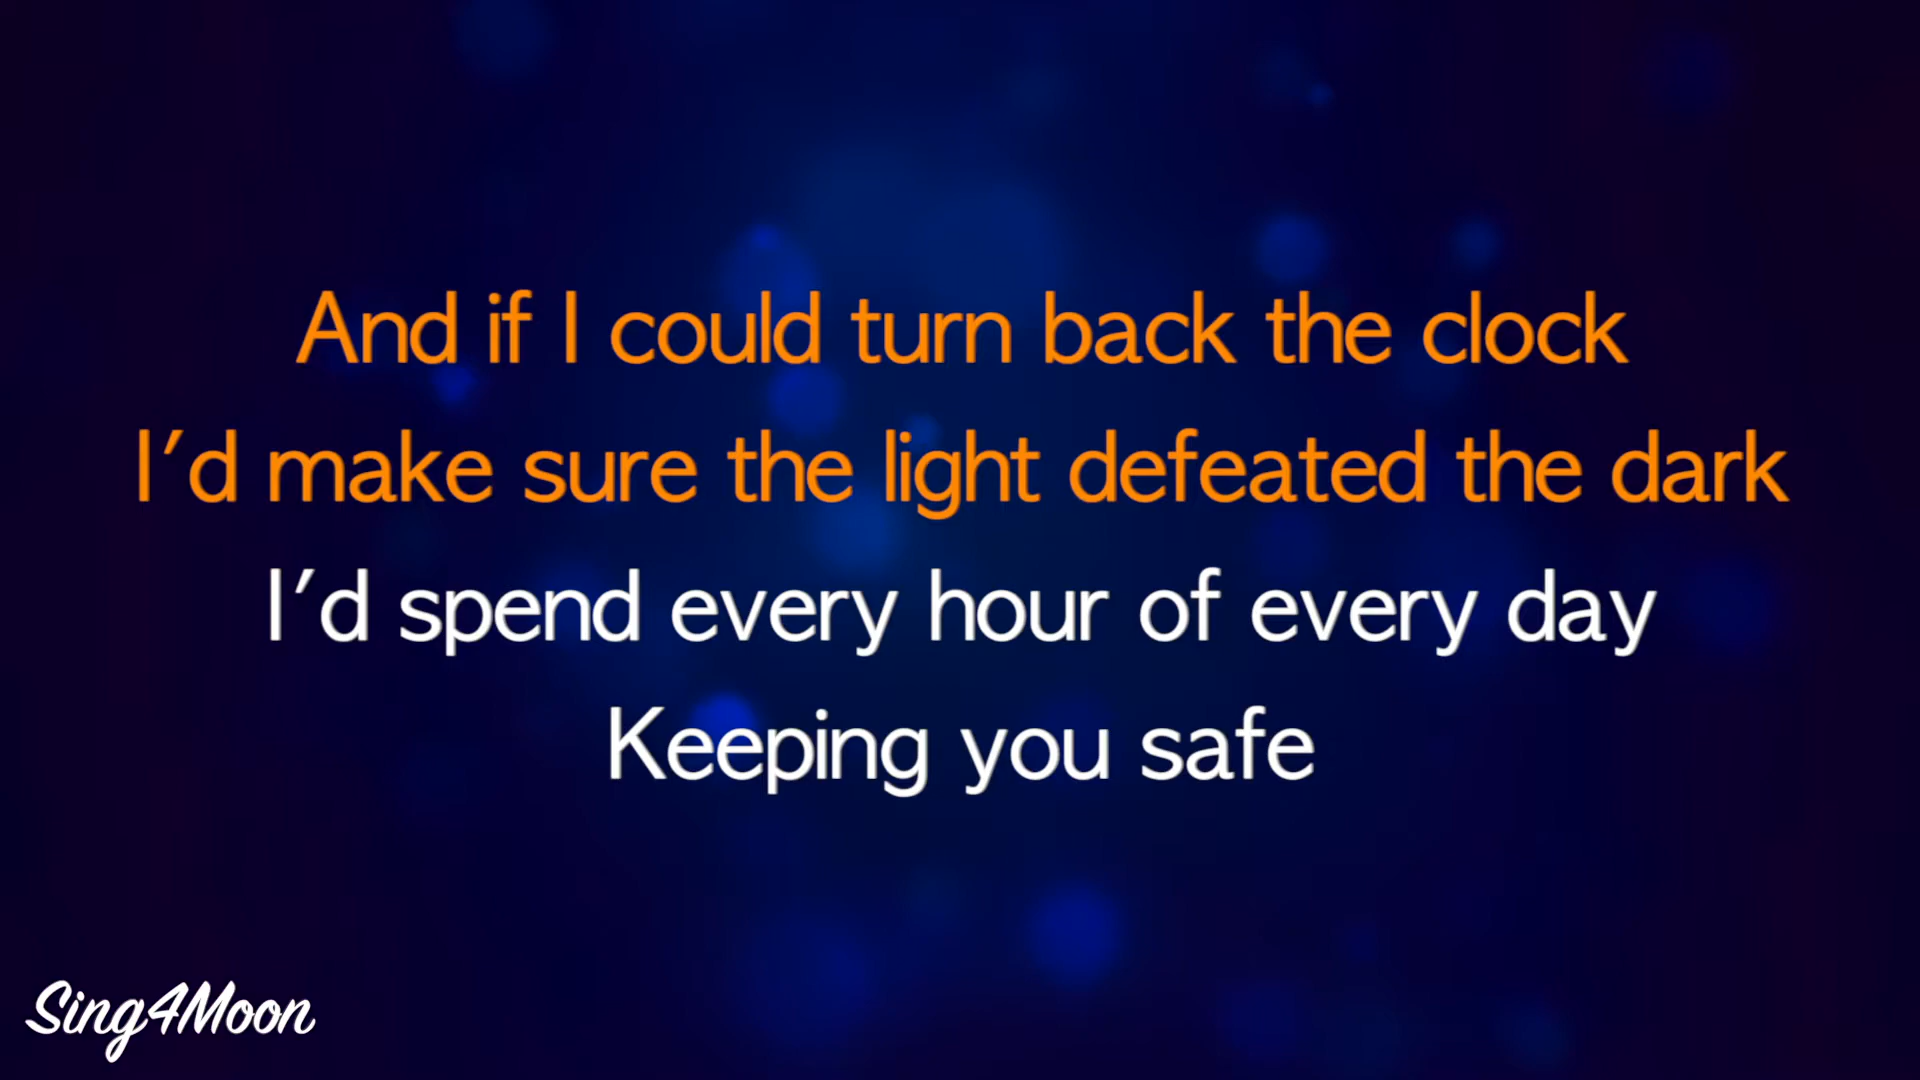 And if I could turn back the clock
I'd make sure the light defeated the dark
I'd spend every hour of every day
Keeping you safe
Sing4Moon